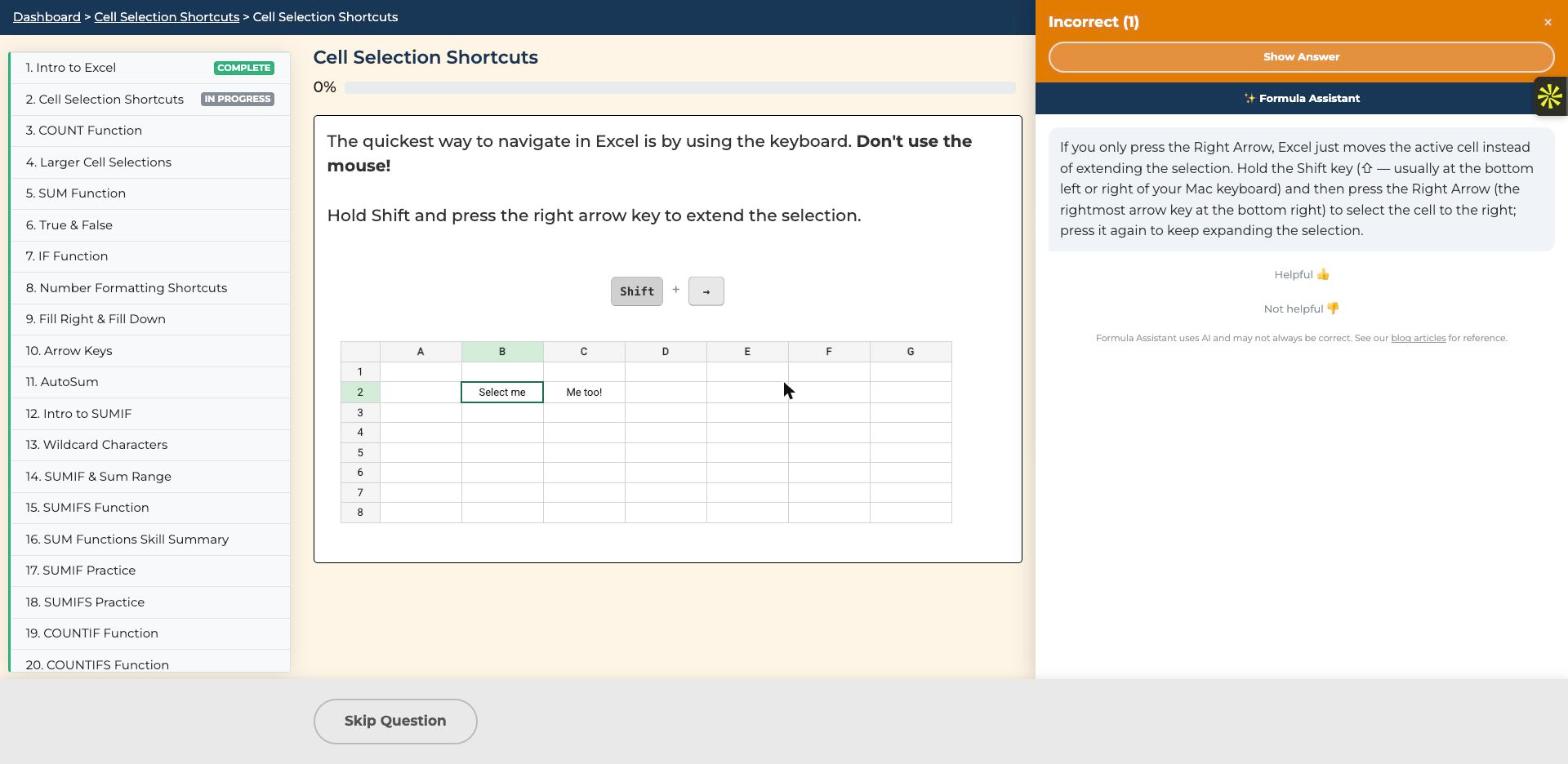 Dashboard > Cell Selection Shortcuts > Cell Selection Shortcuts
1. Intro to Excel COMPLETE
2. Cell Selection Shortcuts IN PROGRESS
3. COUNT Function
4. Larger Cell Selections
5. SUM Function
6. True & False
7. IF Function
8. Number Formatting Shortcuts
9. Fill Right & Fill Down
10. Arrow Keys
11. AutoSum
12. Intro to SUMIF
13. Wildcard Characters
14. SUMIF & Sum Range
15. SUMIFS Function
16. SUM Functions Skill Summary
17. SUMIF Practice
18. SUMIFS Practice
19. COUNTIF Function
20. COUNTIFS Function
Cell Selection Shortcuts
0%
The quickest way to navigate in Excel is by using the keyboard. Don't use the
mouse!
Hold Shift and press the right arrow key to extend the selection.
Shift + →
A B C D E F G
1
2 Select me Me too!
3
4
5
6
7
8
Skip Question
Incorrect (1) ×
Show Answer
✨ Formula Assistant
If you only press the Right Arrow, Excel just moves the active cell instead
of extending the selection. Hold the Shift key (⇧ — usually at the bottom
left or right of your Mac keyboard) and then press the Right Arrow (the
rightmost arrow key at the bottom right) to select the cell to the right;
press it again to keep expanding the selection.
Helpful 👍
Not helpful 👎
Formula Assistant uses AI and may not always be correct. See our blog articles for reference.